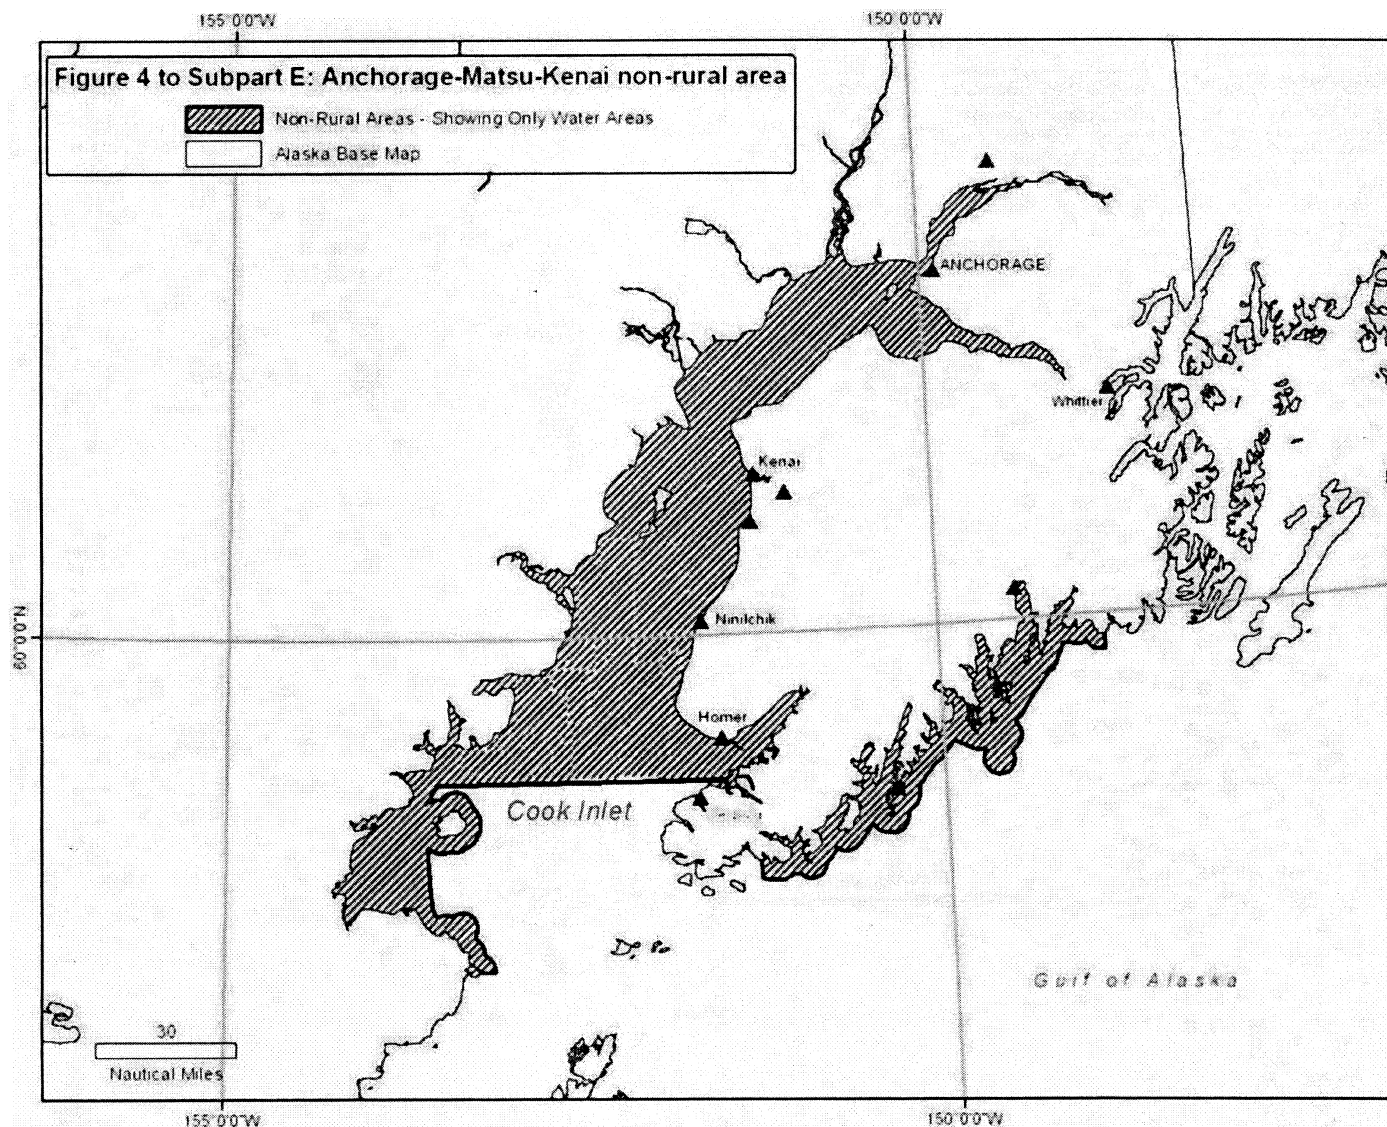 155°0'0"W 150°0'0"W
Figure 4 to Subpart E: Anchorage-Matsu-Kenai non-rural area
Non-Rural Areas - Showing Only Water Areas
Alaska Base Map
ANCHORAGE
Whittier
Kenai
60°0'0"N
Ninilchik
Homer
Cook Inlet
Gulf of Alaska
30
Nautical Miles
155°0'0"W 150°0'0"W